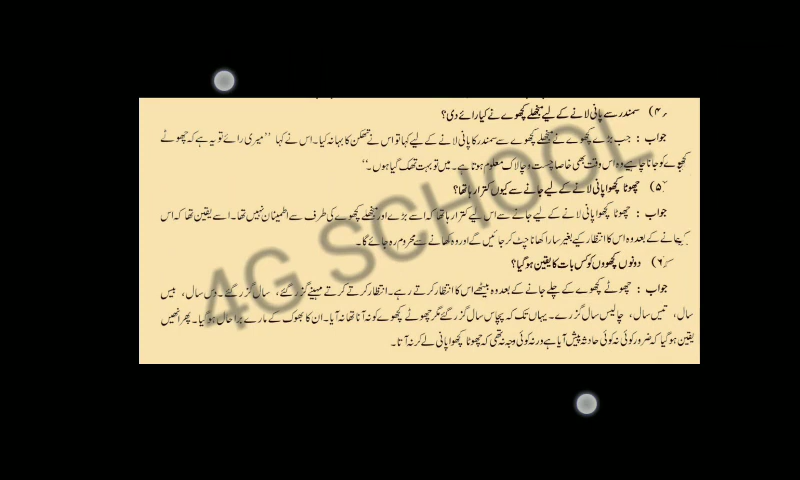 ۴) سمندر سے پانی لانے کے لیے منجھلے کچھوے نے کیا رائے دی؟
جواب : جب بڑے کچھوے نے منجھلے کچھوے سے سمندر کا پانی لانے کے لیے کہا تو اس نے تھکن کا بہانہ کیا۔ اس نے کہا ’’میری رائے تو یہ ہے کہ چھوٹے
کچھوے کو جانا چاہیے وہ اس وقت بھی خاصا چست و چالاک معلوم ہوتا ہے۔ میں تو بہت تھک گیا ہوں۔‘‘
۵) چھوٹا کچھوا پانی لانے کے لیے جانے سے کیوں کترا رہا تھا؟
جواب : چھوٹا کچھوا پانی لانے کے لیے جانے سے اس لیے کترا رہا تھا کہ اسے بڑے اور منجھلے کچھوے کی طرف سے اطمینان نہیں تھا۔ اسے یقین تھا کہ اس
کے جانے کے بعد وہ اس کا انتظار کیے بغیر سارا کھانا چٹ کر جائیں گے اور وہ کھانے سے محروم رہ جائے گا۔
۶) دونوں کچھووں کو کس بات کا یقین ہو گیا؟
جواب : چھوٹے کچھوے کے چلے جانے کے بعد وہ بیٹھے اس کا انتظار کرتے رہے۔ انتظار کرتے کرتے مہینے گزر گئے، سال گزر گئے۔ دس سال، بیس
سال، تیس سال، چالیس سال گزرے۔ یہاں تک کہ پچاس سال گزر گئے مگر چھوٹے کچھوے کو نہ آنا تھا نہ آیا۔ ان کا بھوک کے مارے برا حال ہو گیا۔ پھر انھیں
یقین ہو گیا کہ ضرور کوئی نہ کوئی حادثہ پیش آیا ہے ورنہ کوئی وجہ نہ تھی کہ چھوٹا کچھوا پانی لے کر نہ آتا۔
4G SCHOOL